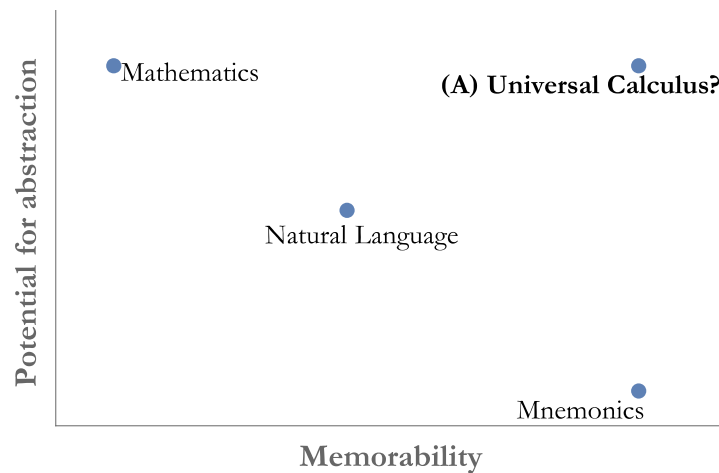 Mathematics
(A) Universal Calculus?
Natural Language
Mnemonics
Potential for abstraction
Memorability